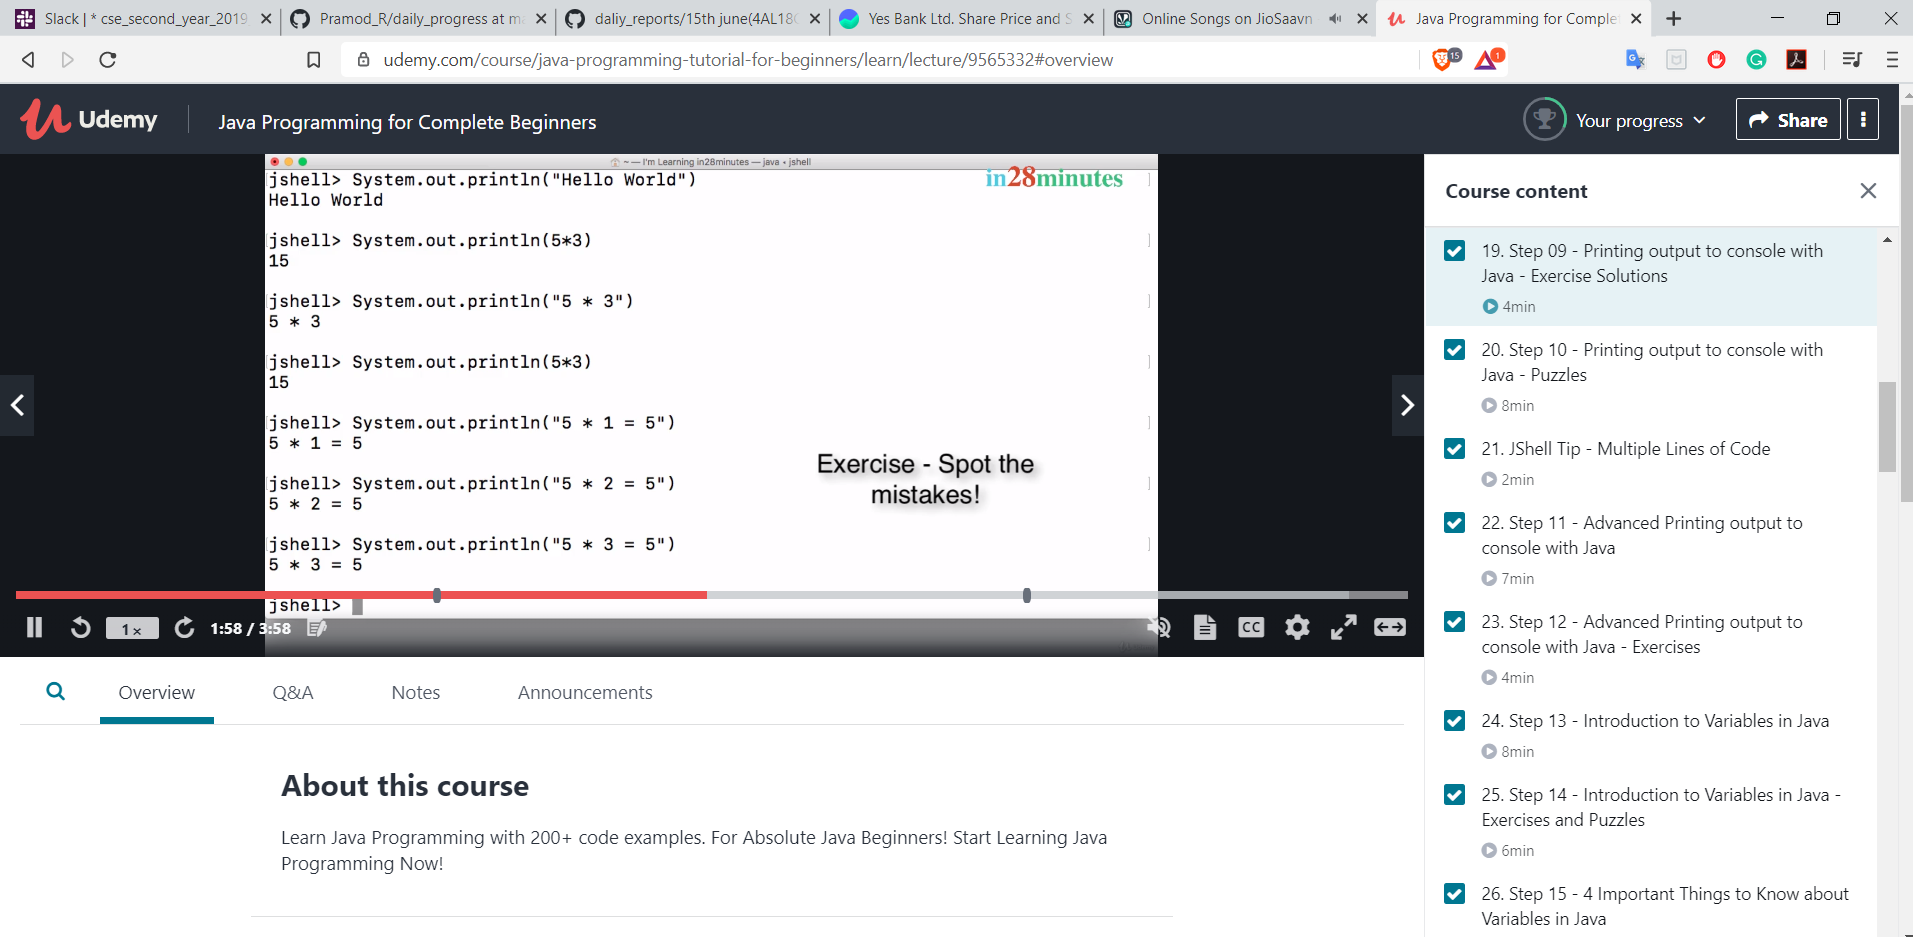 Slack | * cse_second_year_2019
Pramod_R/daily_progress at ma
daliy_reports/15th june(4AL18C
Yes Bank Ltd. Share Price and S
Online Songs on JioSaavn
Java Programming for Complet
udemy.com/course/java-programming-tutorial-for-beginners/learn/lecture/9565332#overview
15
1
Udemy
Java Programming for Complete Beginners
Your progress
Share
~ — I'm Learning in28minutes — java • jshell
in28minutes
jshell> System.out.println("Hello World")
Hello World
jshell> System.out.println(5*3)
15
jshell> System.out.println("5 * 3")
5 * 3
jshell> System.out.println(5*3)
15
jshell> System.out.println("5 * 1 = 5")
5 * 1 = 5
jshell> System.out.println("5 * 2 = 5")
5 * 2 = 5
jshell> System.out.println("5 * 3 = 5")
5 * 3 = 5
jshell>
Exercise - Spot the
mistakes!
1x
1:58 / 3:58
CC
Course content
19. Step 09 - Printing output to console with
Java - Exercise Solutions
4min
20. Step 10 - Printing output to console with
Java - Puzzles
8min
21. JShell Tip - Multiple Lines of Code
2min
22. Step 11 - Advanced Printing output to
console with Java
7min
23. Step 12 - Advanced Printing output to
console with Java - Exercises
4min
24. Step 13 - Introduction to Variables in Java
8min
25. Step 14 - Introduction to Variables in Java -
Exercises and Puzzles
6min
26. Step 15 - 4 Important Things to Know about
Variables in Java
Overview
Q&A
Notes
Announcements
About this course
Learn Java Programming with 200+ code examples. For Absolute Java Beginners! Start Learning Java
Programming Now!